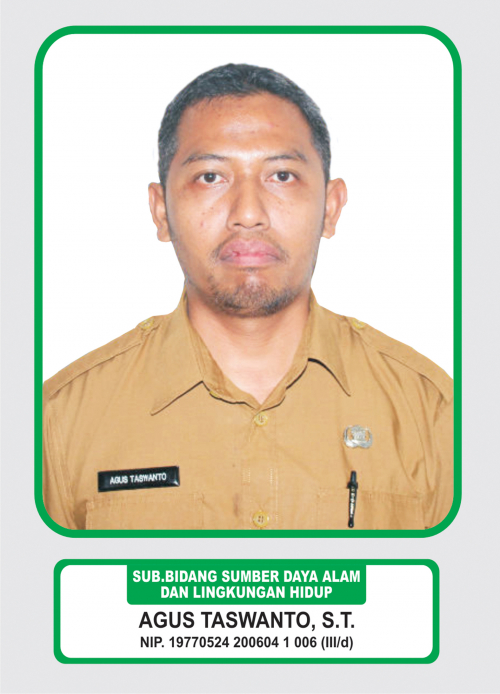 AGUS TASWANTO
SUB.BIDANG SUMBER DAYA ALAM
DAN LINGKUNGAN HIDUP
AGUS TASWANTO, S.T.
NIP. 19770524 200604 1 006 (III/d)